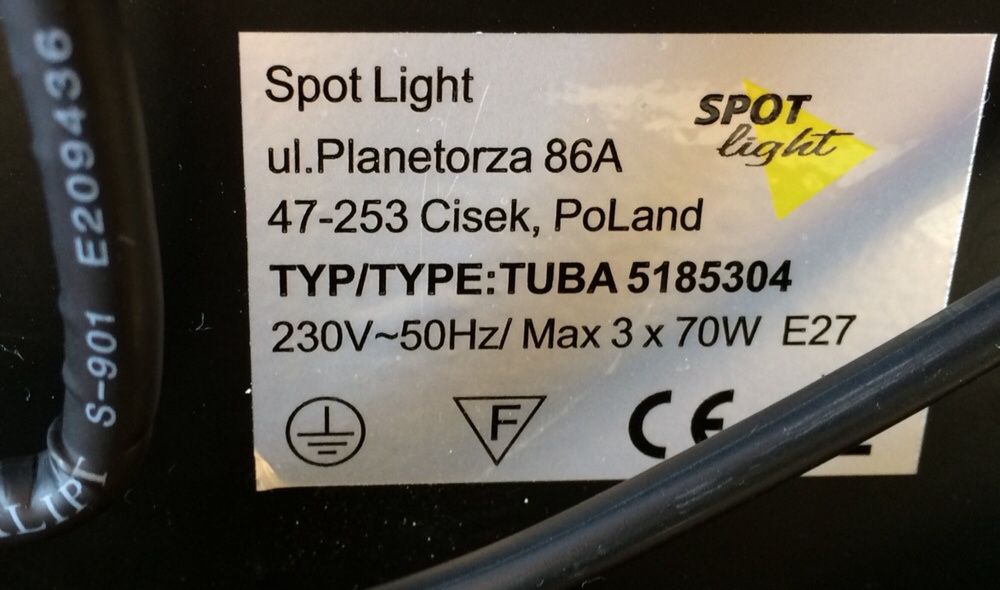 Spot Light
ul.Planetorza 86A
47-253 Cisek, PoLand
TYP/TYPE:TUBA 5185304
230V~50Hz/ Max 3 x 70W E27
F
CE
SPOT
light
S-901 E209436